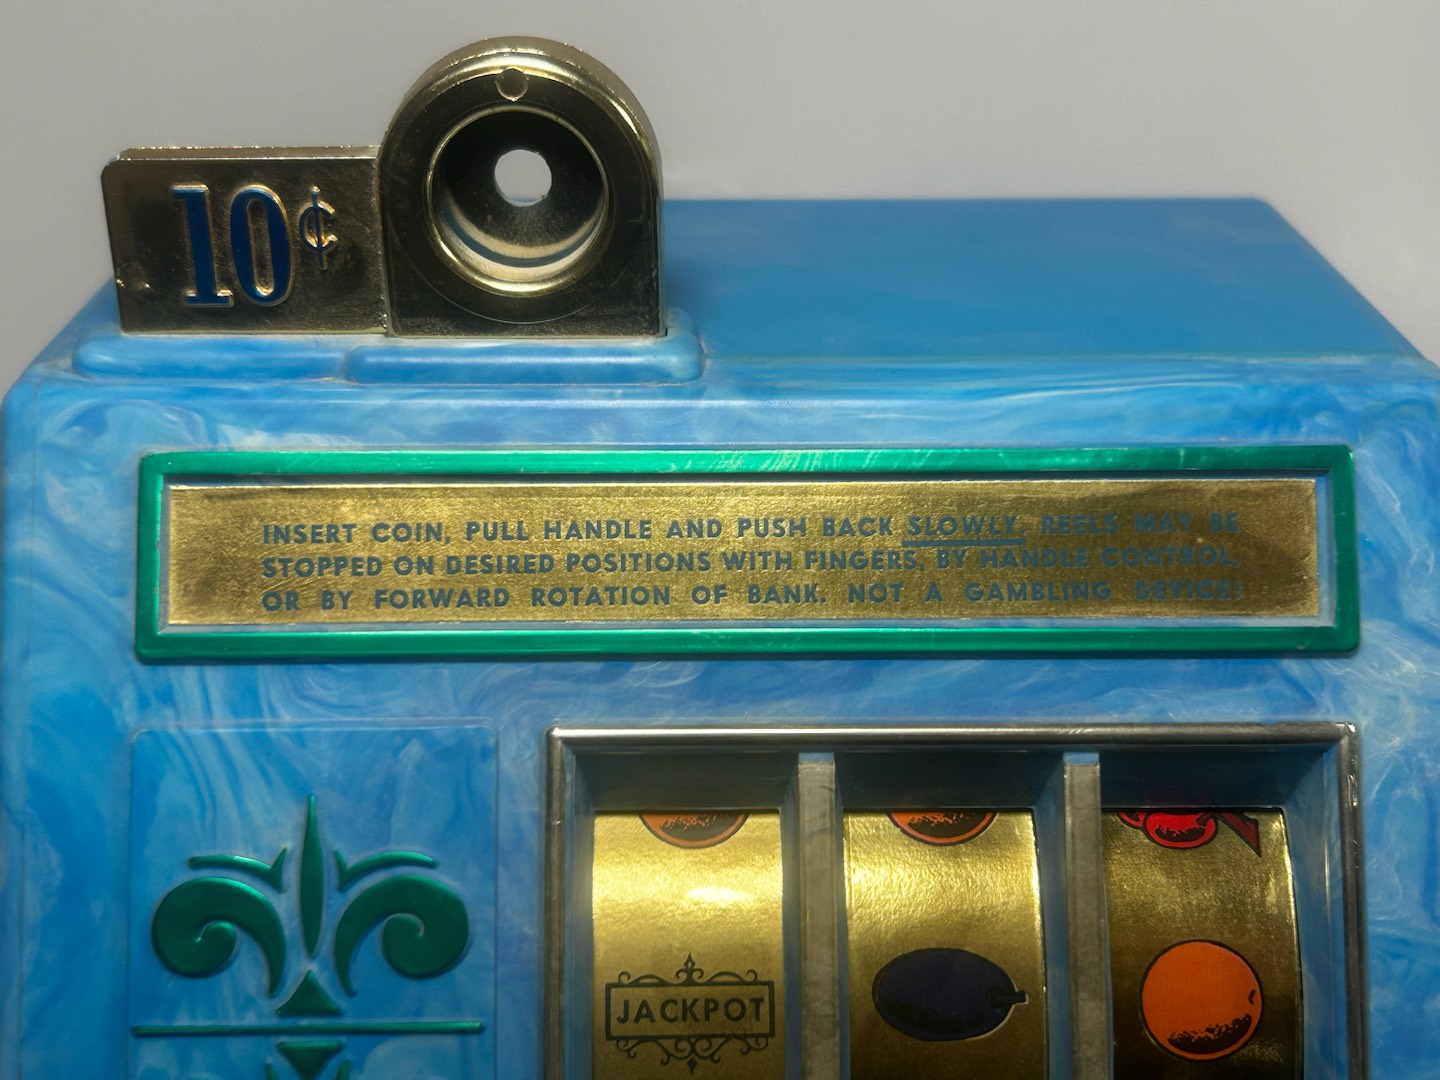 10¢
INSERT COIN, PULL HANDLE AND PUSH BACK SLOWLY. REELS MAY BE
STOPPED ON DESIRED POSITIONS WITH FINGERS, BY HANDLE CONTROL,
OR BY FORWARD ROTATION OF BANK. NOT A GAMBLING DEVICE!
JACKPOT